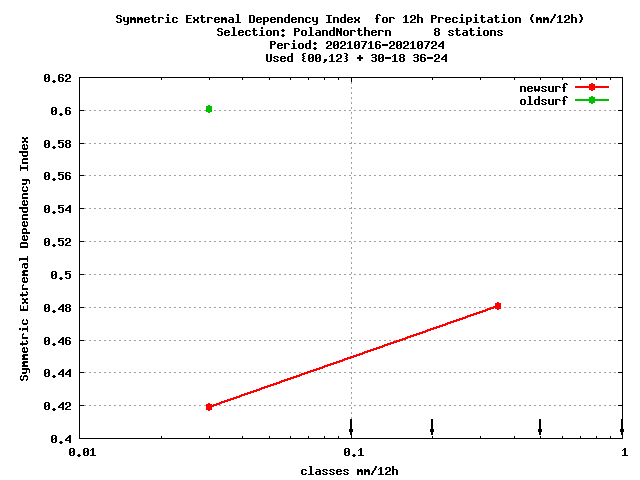 Symmetric Extremal Dependency Index  for 12h Precipitation (mm/12h)
Selection: PolandNorthern      8 stations
Period: 20210716-20210724
Used {00,12} + 30-18 36-24
newsurf
oldsurf
Symmetric Extremal Dependency Index
0.62
0.6
0.58
0.56
0.54
0.52
0.5
0.48
0.46
0.44
0.42
0.4
0.01 0.1 1
classes mm/12h